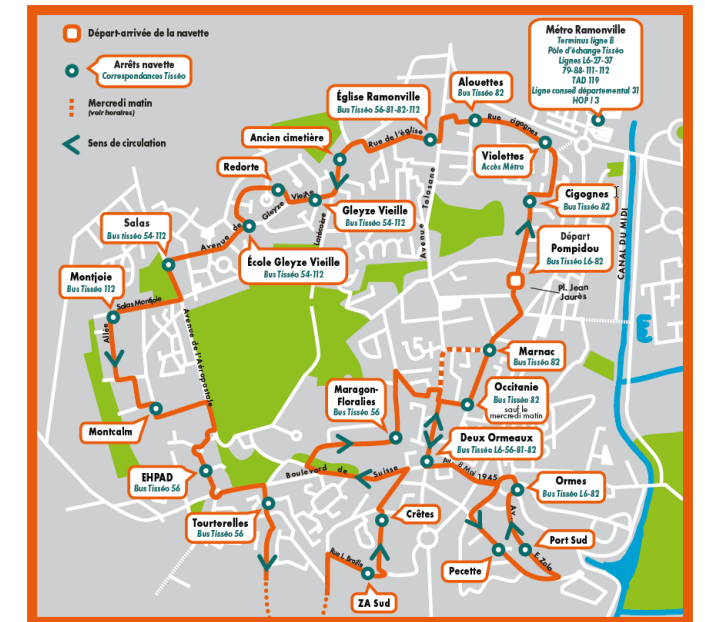 Départ-arrivée de la navette
Arrêts navette
Correspondances Tisséo
Mercredi matin
(voir horaires)
Sens de circulation
Métro Ramonville
Terminus ligne B
Pôle d'échange Tisséo
Lignes L6-27-37
79-88-111-112
TAD 119
Ligne conseil départemental 31
HOP ! 3
Alouettes
Bus Tisséo 82
Église Ramonville
Bus Tisséo 56-81-82-112
Rue cigognes
Rue de l'église
Ancien cimetière
Violettes
Accès Métro
Redorte
Gleyze Vieille
Cigognes
Bus Tisséo 82
Avenue Tolosane
CANAL DU MIDI
Gleyze Vieille
Bus Tisséo 54-112
Latécoère
Salas
Bus tisséo 54-112
Avenue de
Départ
Pompidou
Bus Tisséo L6-82
École Gleyze Vieille
Bus Tisséo 54-112
Montjoie
Bus Tisséo 112
Pl. Jean
Jaurès
Salas Montjoie
Allée
Avenue de l'Aéropostale
Marnac
Bus Tisséo 82
Maragon-
Floralies
Bus Tisséo 56
Occitanie
Bus Tisséo 82
sauf le
mercredi matin
Montcalm
Deux Ormeaux
Bus Tisséo L6-56-81-82
8 Mai 1945
Boulevard de Suisse
EHPAD
Bus Tisséo 56
Ormes
Bus Tisséo L6-82
Tourterelles
Bus Tisséo 56
Crêtes
Av.
Port Sud
E. Zola
Pecette
ZA Sud